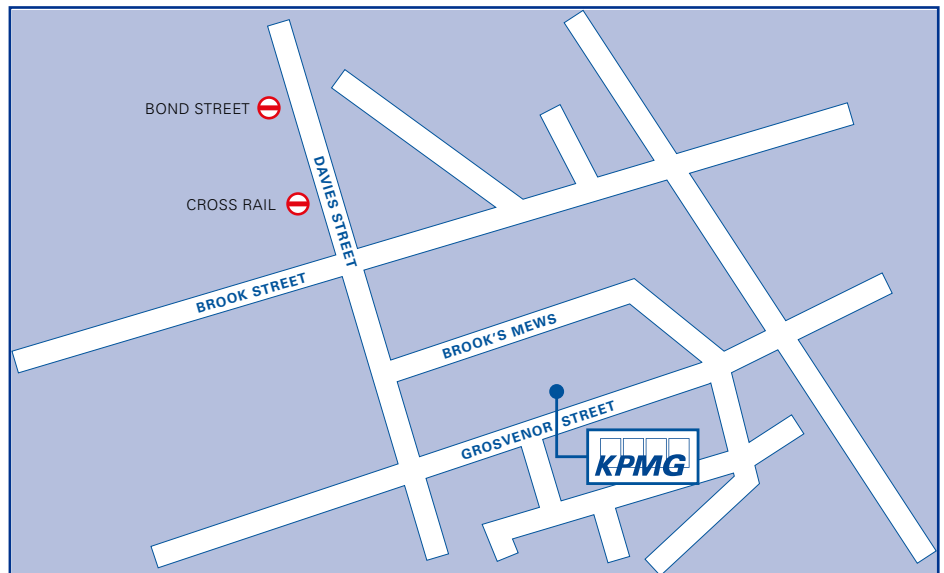 BOND STREET
CROSS RAIL
DAVIES STREET
BROOK STREET
BROOK'S MEWS
GROSVENOR STREET
KPMG